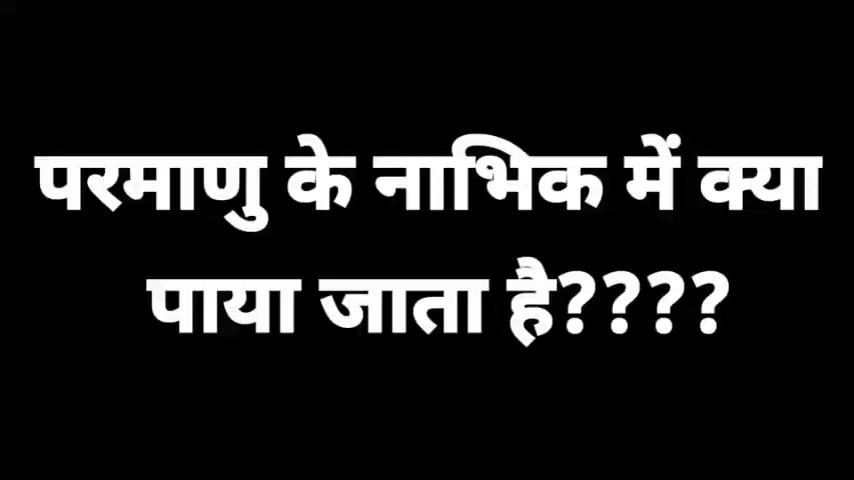 परमाणु के नाभिक में क्या
पाया जाता है????